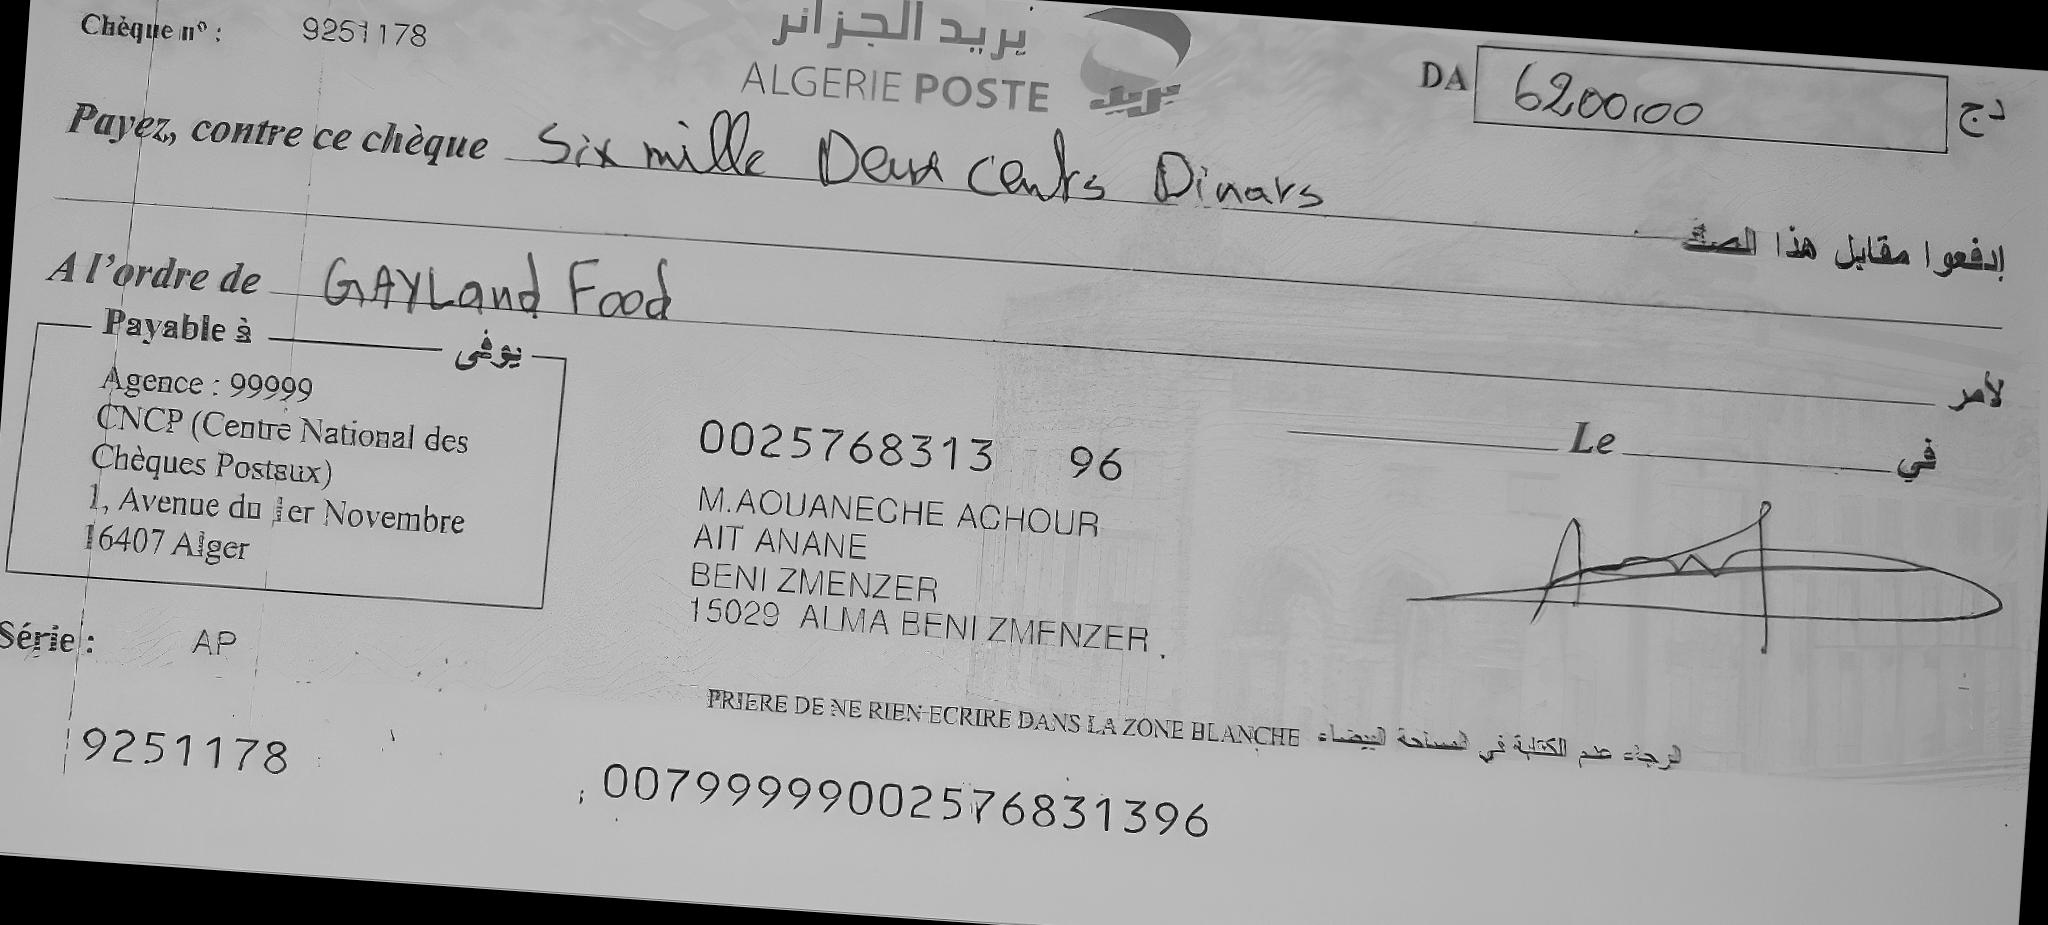 Chèque n° : 9251178
بريد الجزائر
ALGERIE POSTE
بريد
DA 6200,00 دج
Payez, contre ce chèque Six mille Deux cents Dinars
إدفعوا مقابل هذا الصك
A l'ordre de GAYLand Food
لأمر
Payable à يوفى
Agence : 99999
CNCP (Centre National des
Chèques Postaux)
1, Avenue du 1er Novembre
16407 Alger
0025768313 96
M.AOUANECHE ACHOUR
AIT ANANE
BENI ZMENZER
15029 ALMA BENI ZMENZER
Le في
Série : AP
PRIERE DE NE RIEN ECRIRE DANS LA ZONE BLANCHE الرجاء عدم الكتابة في المساحة البيضاء
9251178
00799999002576831396